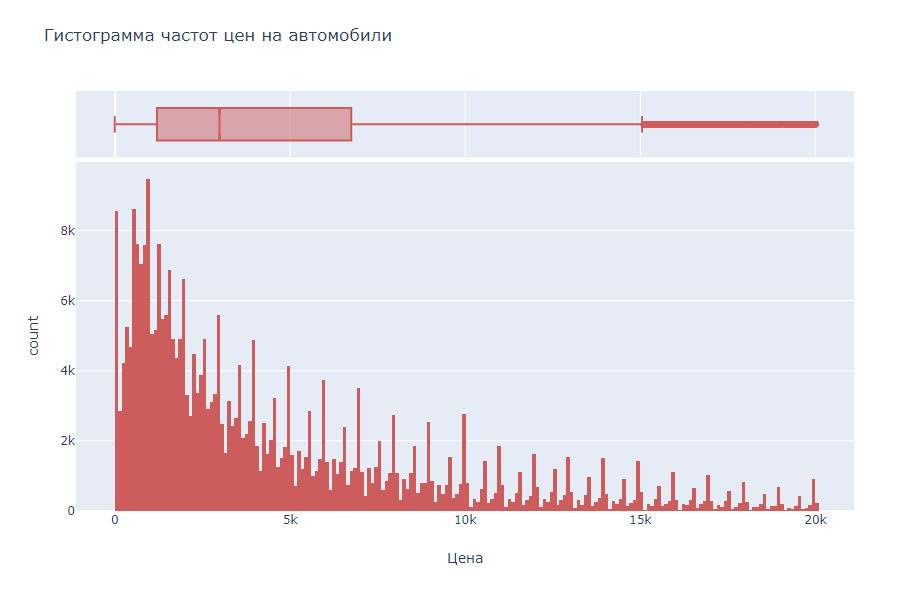 Гистограмма частот цен на автомобили
8k
6k
4k
2k
0
count
0 5k 10k 15k 20k
Цена